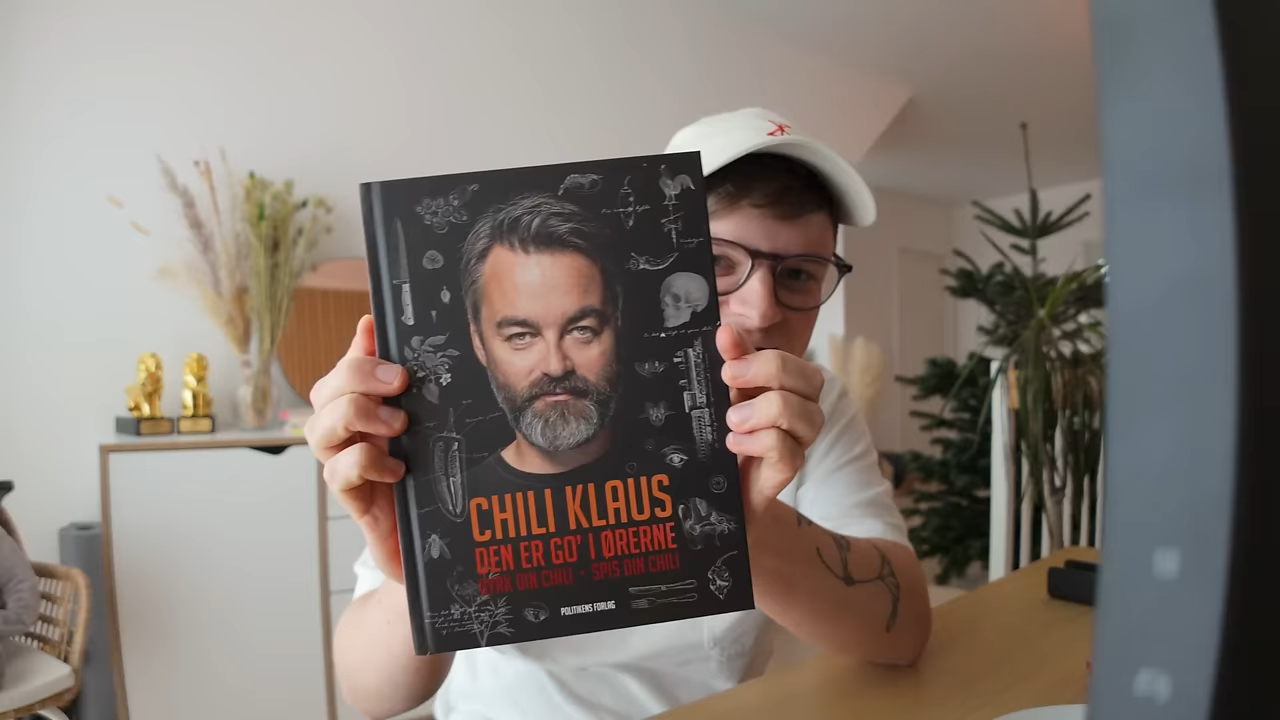 CHILI KLAUS
DEN ER GO' I ØRERNE
DYRK DIN CHILI • SPIS DIN CHILI
POLITIKENS FORLAG